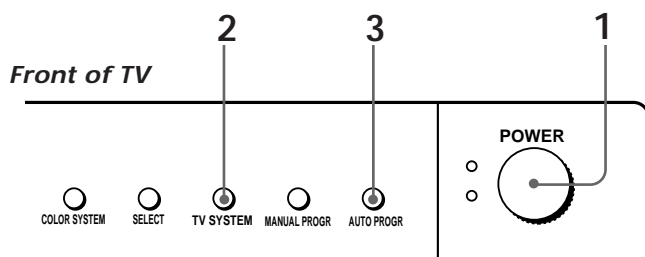 2 3 1
Front of TV
POWER
COLOR SYSTEM SELECT TV SYSTEM MANUAL PROGR AUTO PROGR